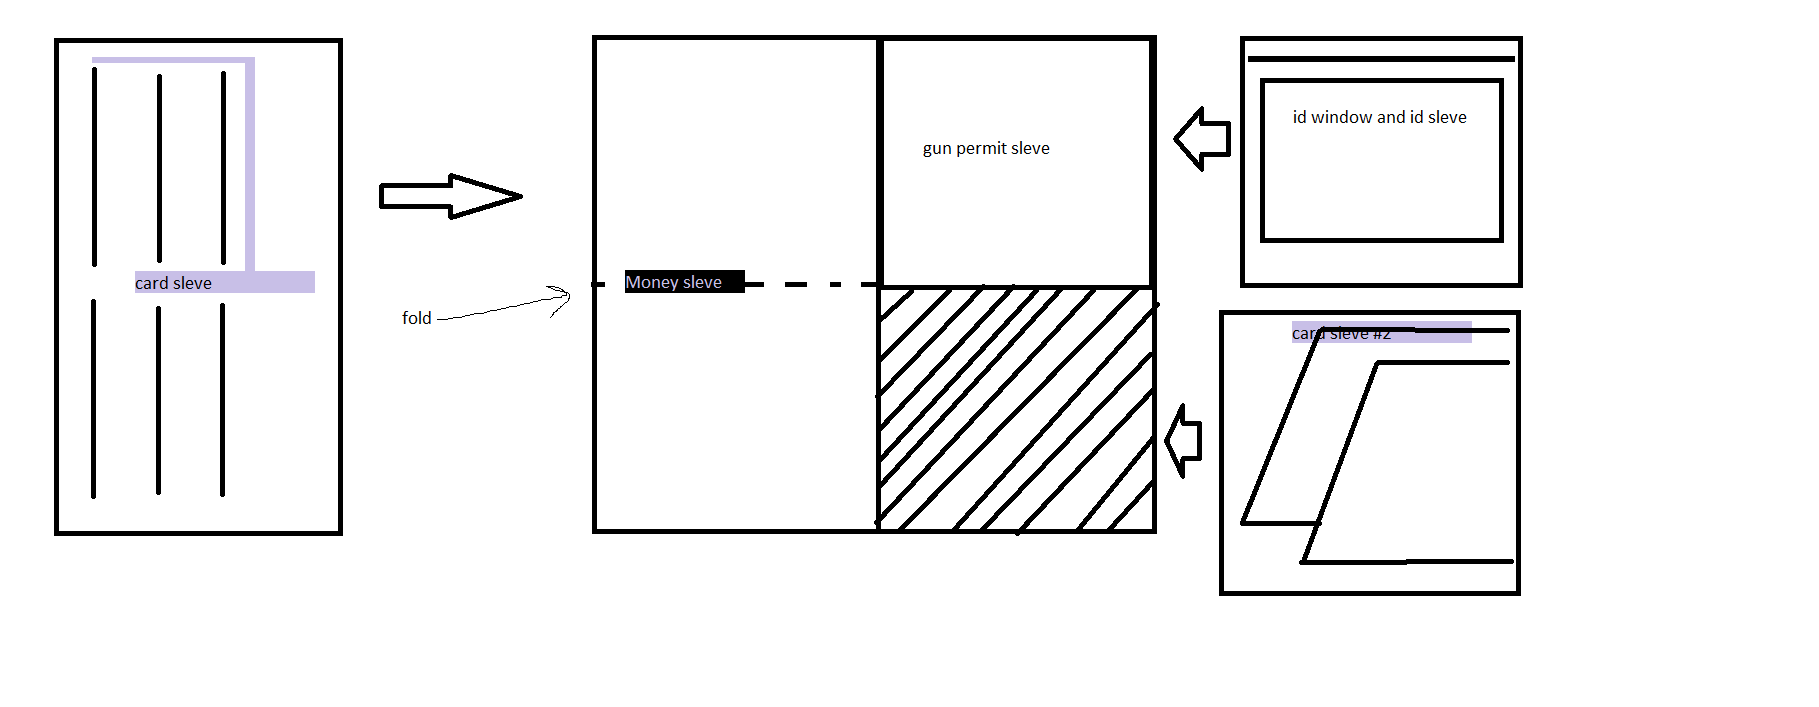 card sleve
fold
Money sleve
gun permit sleve
id window and id sleve
card sleve #2